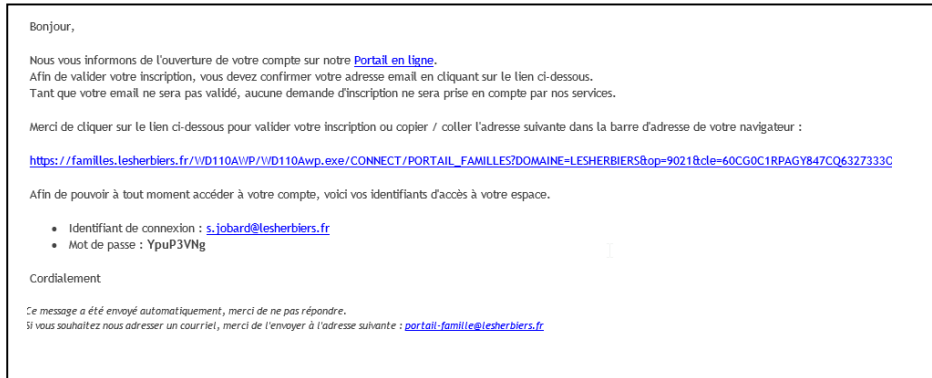 Bonjour,
Nous vous informons de l'ouverture de votre compte sur notre Portail en ligne.
Afin de valider votre inscription, vous devez confirmer votre adresse email en cliquant sur le lien ci-dessous.
Tant que votre email ne sera pas validé, aucune demande d'inscription ne sera prise en compte par nos services.
Merci de cliquer sur le lien ci-dessous pour valider votre inscription ou copier / coller l'adresse suivante dans la barre d'adresse de votre navigateur :
https://familles.lesherbiers.fr/WD110AWP/WD110Awp.exe/CONNECT/PORTAIL_FAMILLES?DOMAINE=LESHERBIERS&op=9021&cle=60CG0C1RPAGY847CQ6327333C
Afin de pouvoir à tout moment accéder à votre compte, voici vos identifiants d'accès à votre espace.
• Identifiant de connexion : s.jobard@lesherbiers.fr
• Mot de passe : YpuP3VNg
Cordialement
Ce message a été envoyé automatiquement, merci de ne pas répondre.
Si vous souhaitez nous adresser un courriel, merci de l'envoyer à l'adresse suivante : portail-famille@lesherbiers.fr